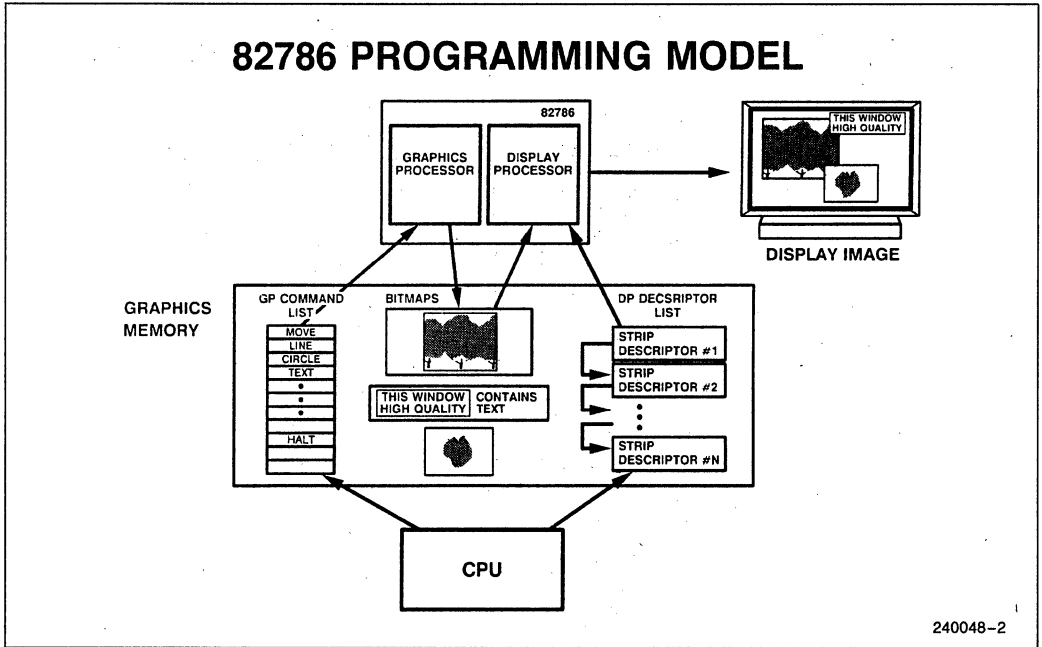 82786 PROGRAMMING MODEL
82786
GRAPHICS
PROCESSOR
DISPLAY
PROCESSOR
THIS WINDOW
HIGH QUALITY
DISPLAY IMAGE
GRAPHICS
MEMORY
GP COMMAND
LIST
MOVE
LINE
CIRCLE
TEXT
•
•
•
HALT
BITMAPS
THIS WINDOW
HIGH QUALITY
CONTAINS
TEXT
DP DECSRIPTOR
LIST
STRIP
DESCRIPTOR #1
STRIP
DESCRIPTOR #2
•
•
•
STRIP
DESCRIPTOR #N
CPU
240048-2